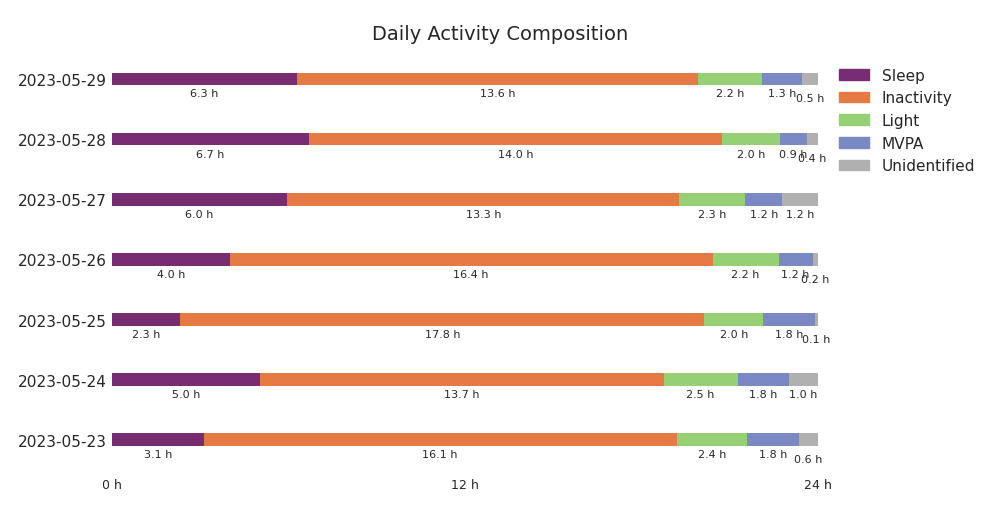 Daily Activity Composition
2023-05-29
6.3 h 13.6 h 2.2 h 1.3 h 0.5 h
2023-05-28
6.7 h 14.0 h 2.0 h 0.9 h 0.4 h
2023-05-27
6.0 h 13.3 h 2.3 h 1.2 h 1.2 h
2023-05-26
4.0 h 16.4 h 2.2 h 1.2 h 0.2 h
2023-05-25
2.3 h 17.8 h 2.0 h 1.8 h 0.1 h
2023-05-24
5.0 h 13.7 h 2.5 h 1.8 h 1.0 h
2023-05-23
3.1 h 16.1 h 2.4 h 1.8 h 0.6 h
0 h 12 h 24 h
Sleep
Inactivity
Light
MVPA
Unidentified